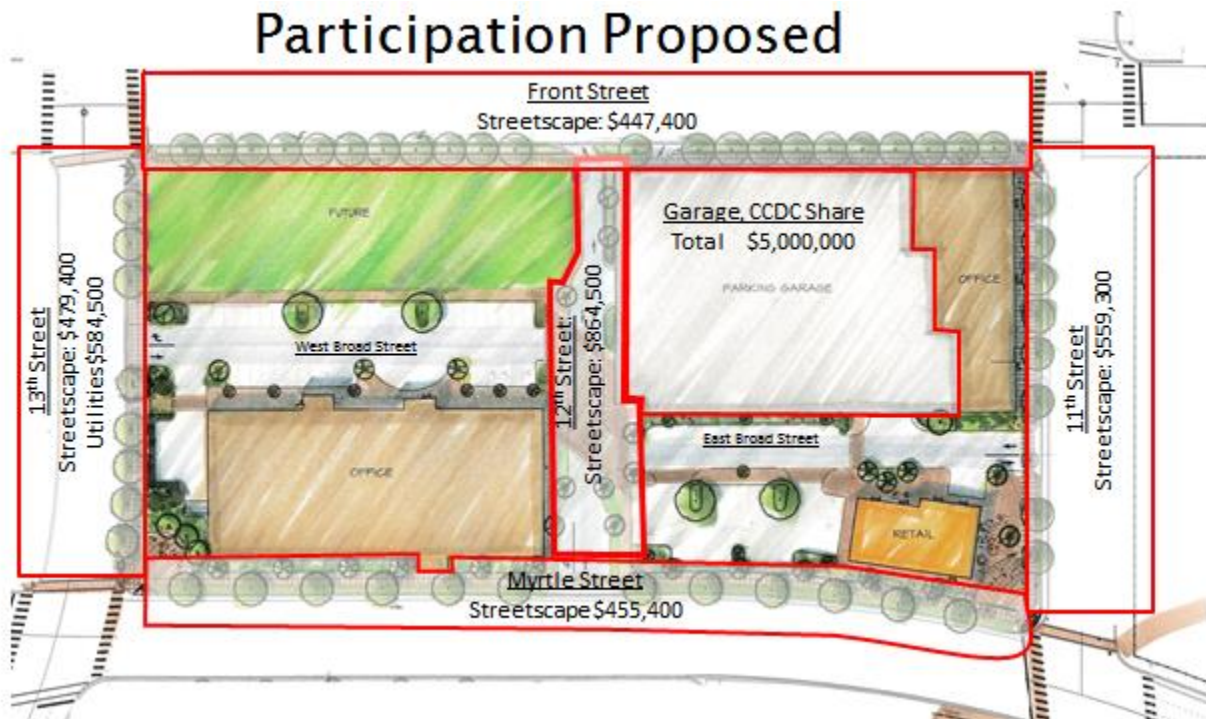 Participation Proposed
Front Street
Streetscape: $447,400
FUTURE
Garage, CCDC Share
Total $5,000,000
PARKING GARAGE
OFFICE
13th Street
Streetscape: $479,400
Utilities $584,500
West Broad Street
12th Street:
Streetscape: $864,500
11th Street
Streetscape: $559,300
East Broad Street
OFFICE
RETAIL
Myrtle Street
Streetscape $455,400